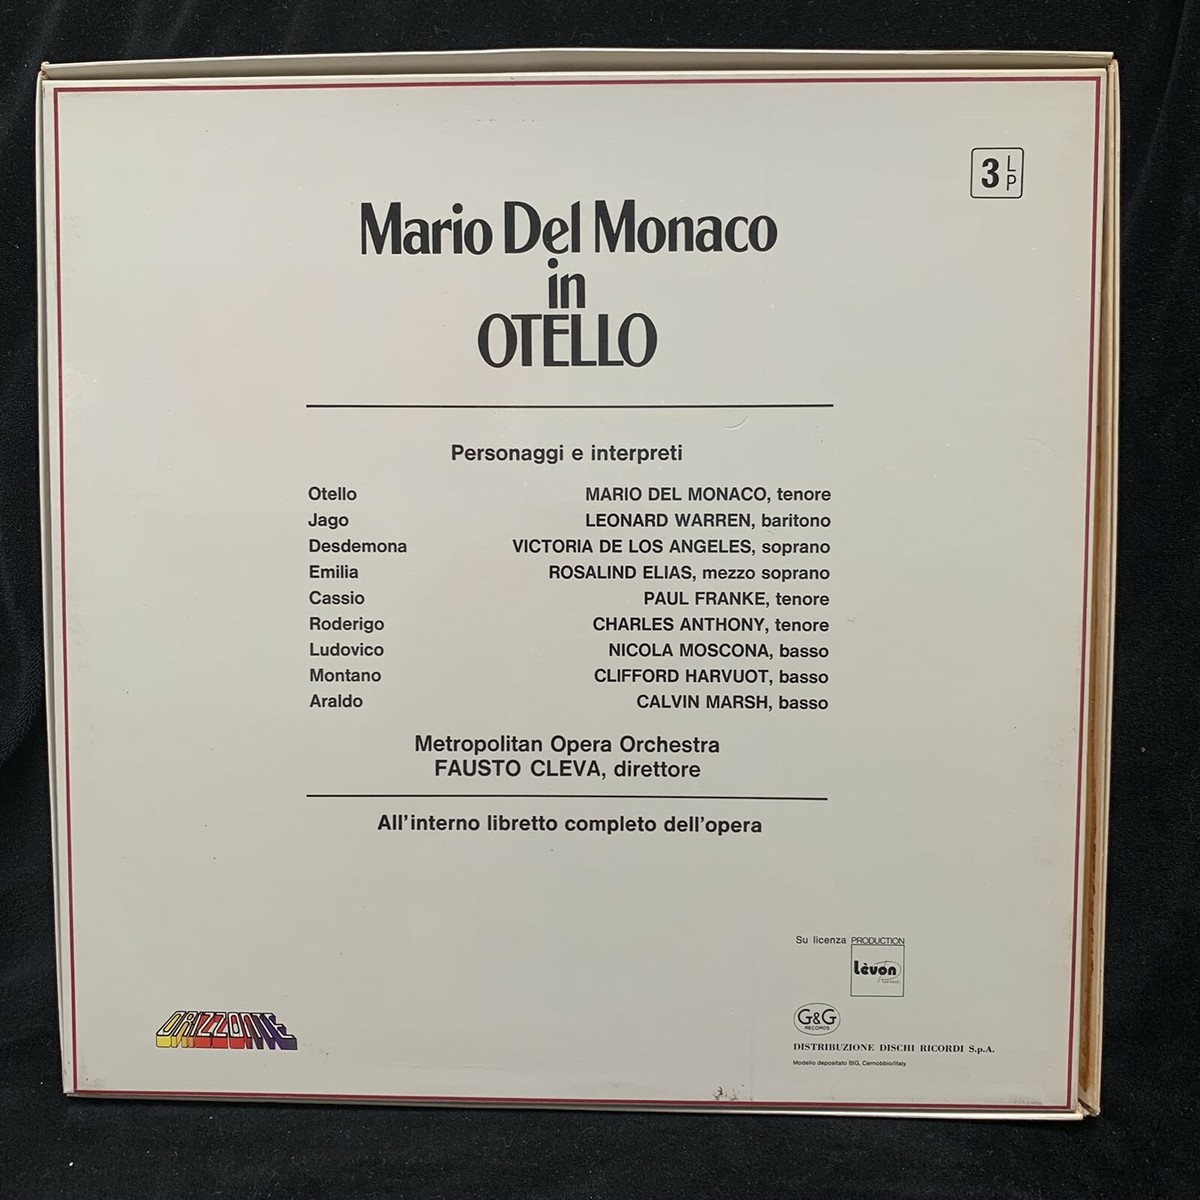 3 LP
Mario Del Monaco
in
OTELLO
Personaggi e interpreti
Otello MARIO DEL MONACO, tenore
Jago LEONARD WARREN, baritono
Desdemona VICTORIA DE LOS ANGELES, soprano
Emilia ROSALIND ELIAS, mezzo soprano
Cassio PAUL FRANKE, tenore
Roderigo CHARLES ANTHONY, tenore
Ludovico NICOLA MOSCONA, basso
Montano CLIFFORD HARVUOT, basso
Araldo CALVIN MARSH, basso
Metropolitan Opera Orchestra
FAUSTO CLEVA, direttore
All'interno libretto completo dell'opera
Su licenza PRODUCTION
Lèvon
ORIZZONTE
G&G
RECORDS
DISTRIBUZIONE DISCHI RICORDI S.p.A.
Modello depositato BIG, Cernobbio/Italy